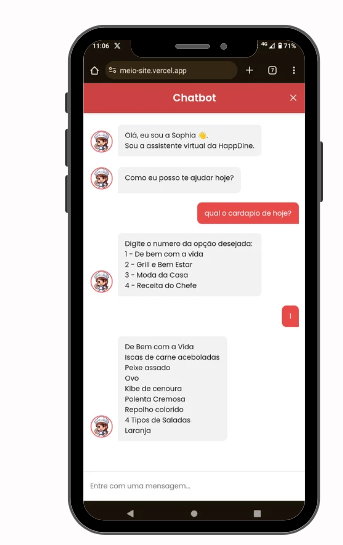 11:06 X 4G 71%
meio-site.vercel.app 7
Chatbot
Olá, eu sou a Sophia 👋.
Sou a assistente virtual da HappDine.
Como eu posso te ajudar hoje?
qual o cardapio de hoje?
Digite o numero da opção desejada:
1 - De bem com a vida
2 - Grill e Bem Estar
3 - Moda da Casa
4 - Receita do Chefe
1
De Bem com a Vida
Iscas de carne aceboladas
Peixe assado
Ovo
Kibe de cenoura
Polenta Cremosa
Repolho colorido
4 Tipos de Saladas
Laranja
Entre com uma mensagem...